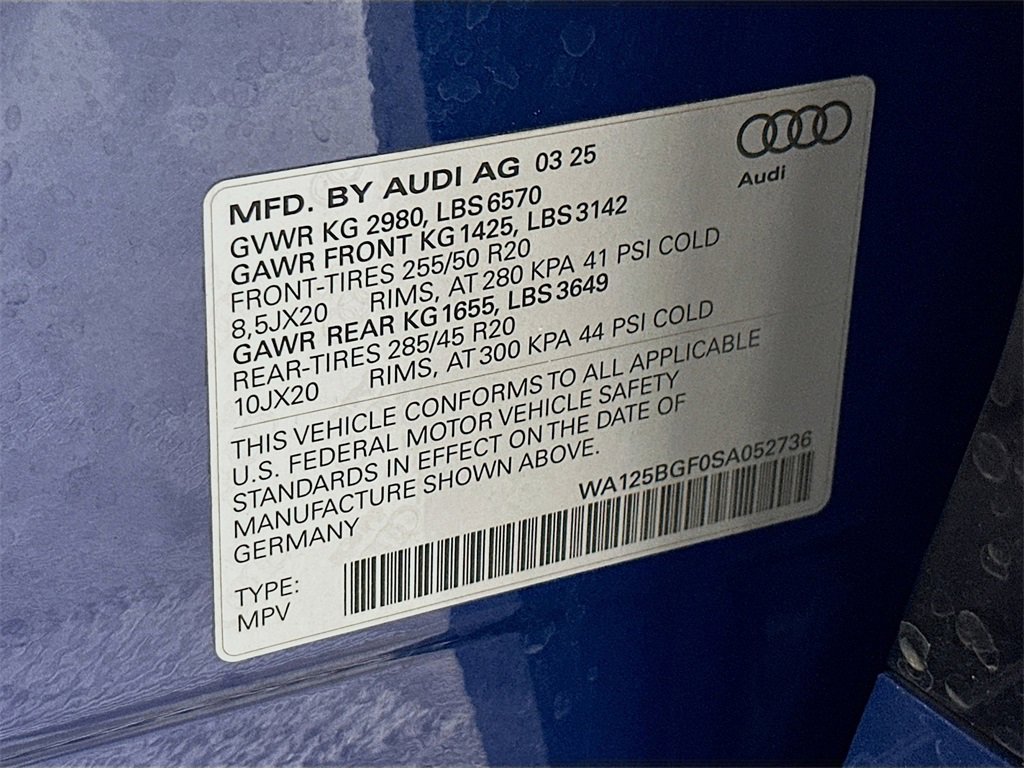 MFD. BY AUDI AG 03 25
Audi
GVWR KG 2980, LBS 6570
GAWR FRONT KG 1425, LBS 3142
FRONT-TIRES 255/50 R20
8,5JX20 RIMS, AT 280 KPA 41 PSI COLD
GAWR REAR KG 1655, LBS 3649
REAR-TIRES 285/45 R20
10JX20 RIMS, AT 300 KPA 44 PSI COLD
THIS VEHICLE CONFORMS TO ALL APPLICABLE
U.S. FEDERAL MOTOR VEHICLE SAFETY
STANDARDS IN EFFECT ON THE DATE OF
MANUFACTURE SHOWN ABOVE.
GERMANY
WA125BGF0SA052736
TYPE:
MPV